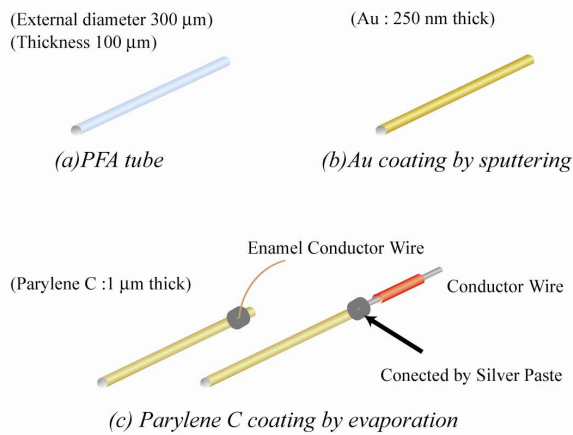 (External diameter 300 μm)
(Thickness 100 μm)
(Au : 250 nm thick)
(a)PFA tube
(b)Au coating by sputtering
Enamel Conductor Wire
(Parylene C :1 μm thick)
Conductor Wire
Conected by Silver Paste
(c) Parylene C coating by evaporation